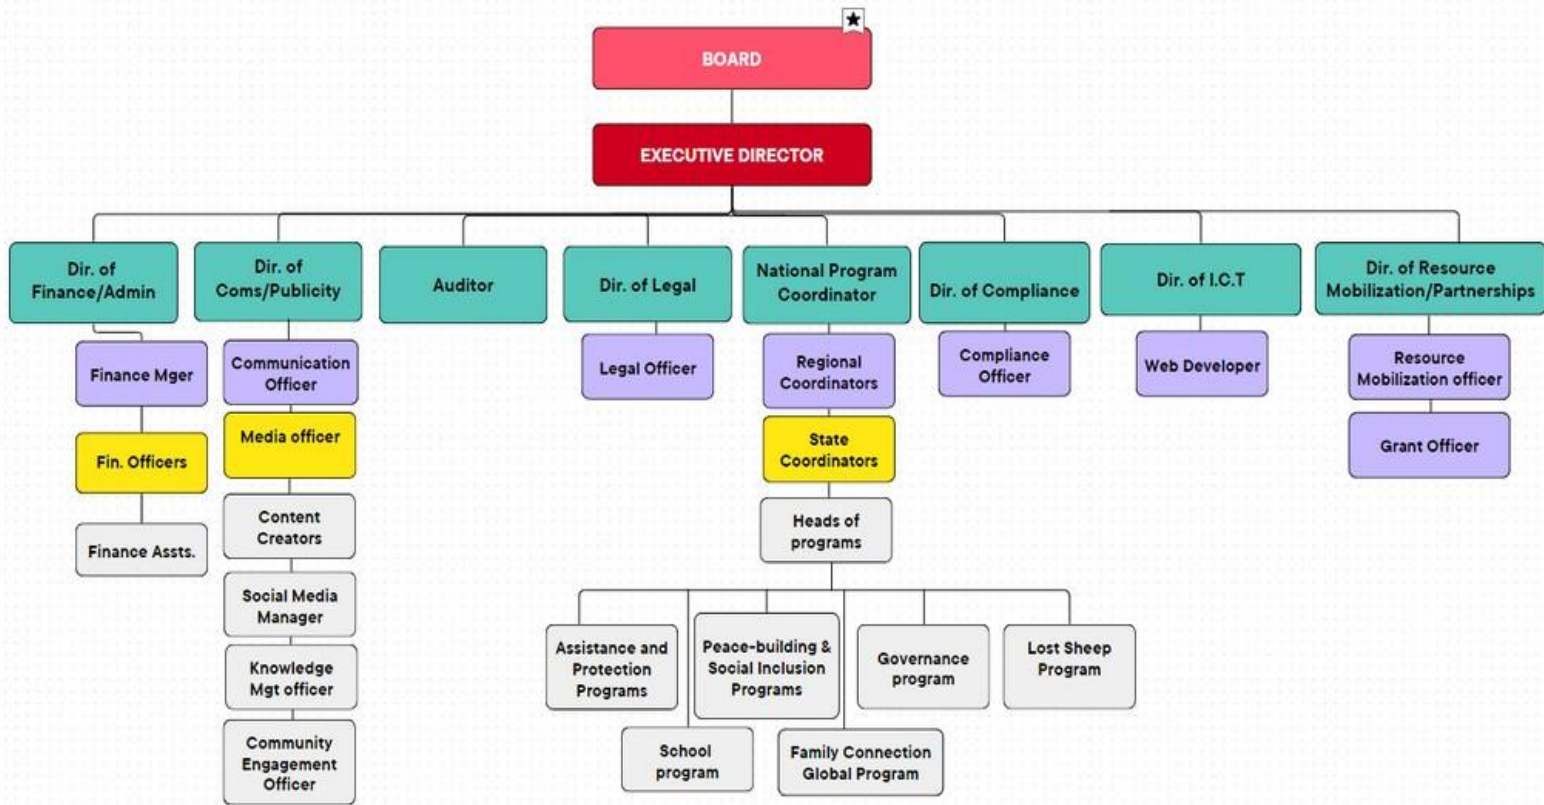 BOARD
EXECUTIVE DIRECTOR
Dir. of
Finance/Admin
Dir. of
Coms/Publicity
Auditor
Dir. of Legal
National Program
Coordinator
Dir. of Compliance
Dir. of I.C.T
Dir. of Resource
Mobilization/Partnerships
Finance Mger
Communication
Officer
Legal Officer
Regional
Coordinators
Compliance
Officer
Web Developer
Resource
Mobilization officer
Fin. Officers
Media officer
State
Coordinators
Grant Officer
Finance Assts.
Content
Creators
Heads of
programs
Social Media
Manager
Knowledge
Mgt officer
Community
Engagement
Officer
Assistance and
Protection
Programs
Peace-building &
Social Inclusion
Programs
Governance
program
Lost Sheep
Program
School
program
Family Connection
Global Program